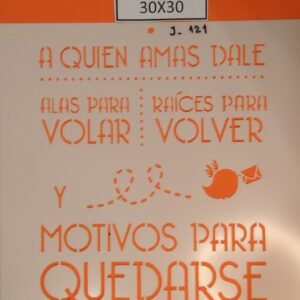 30X30
J- 121
A QUIEN AMAS DALE
ALAS PARA
VOLAR
RAÍCES PARA
VOLVER
Y
MOTIVOS PARA
QUEDARSE